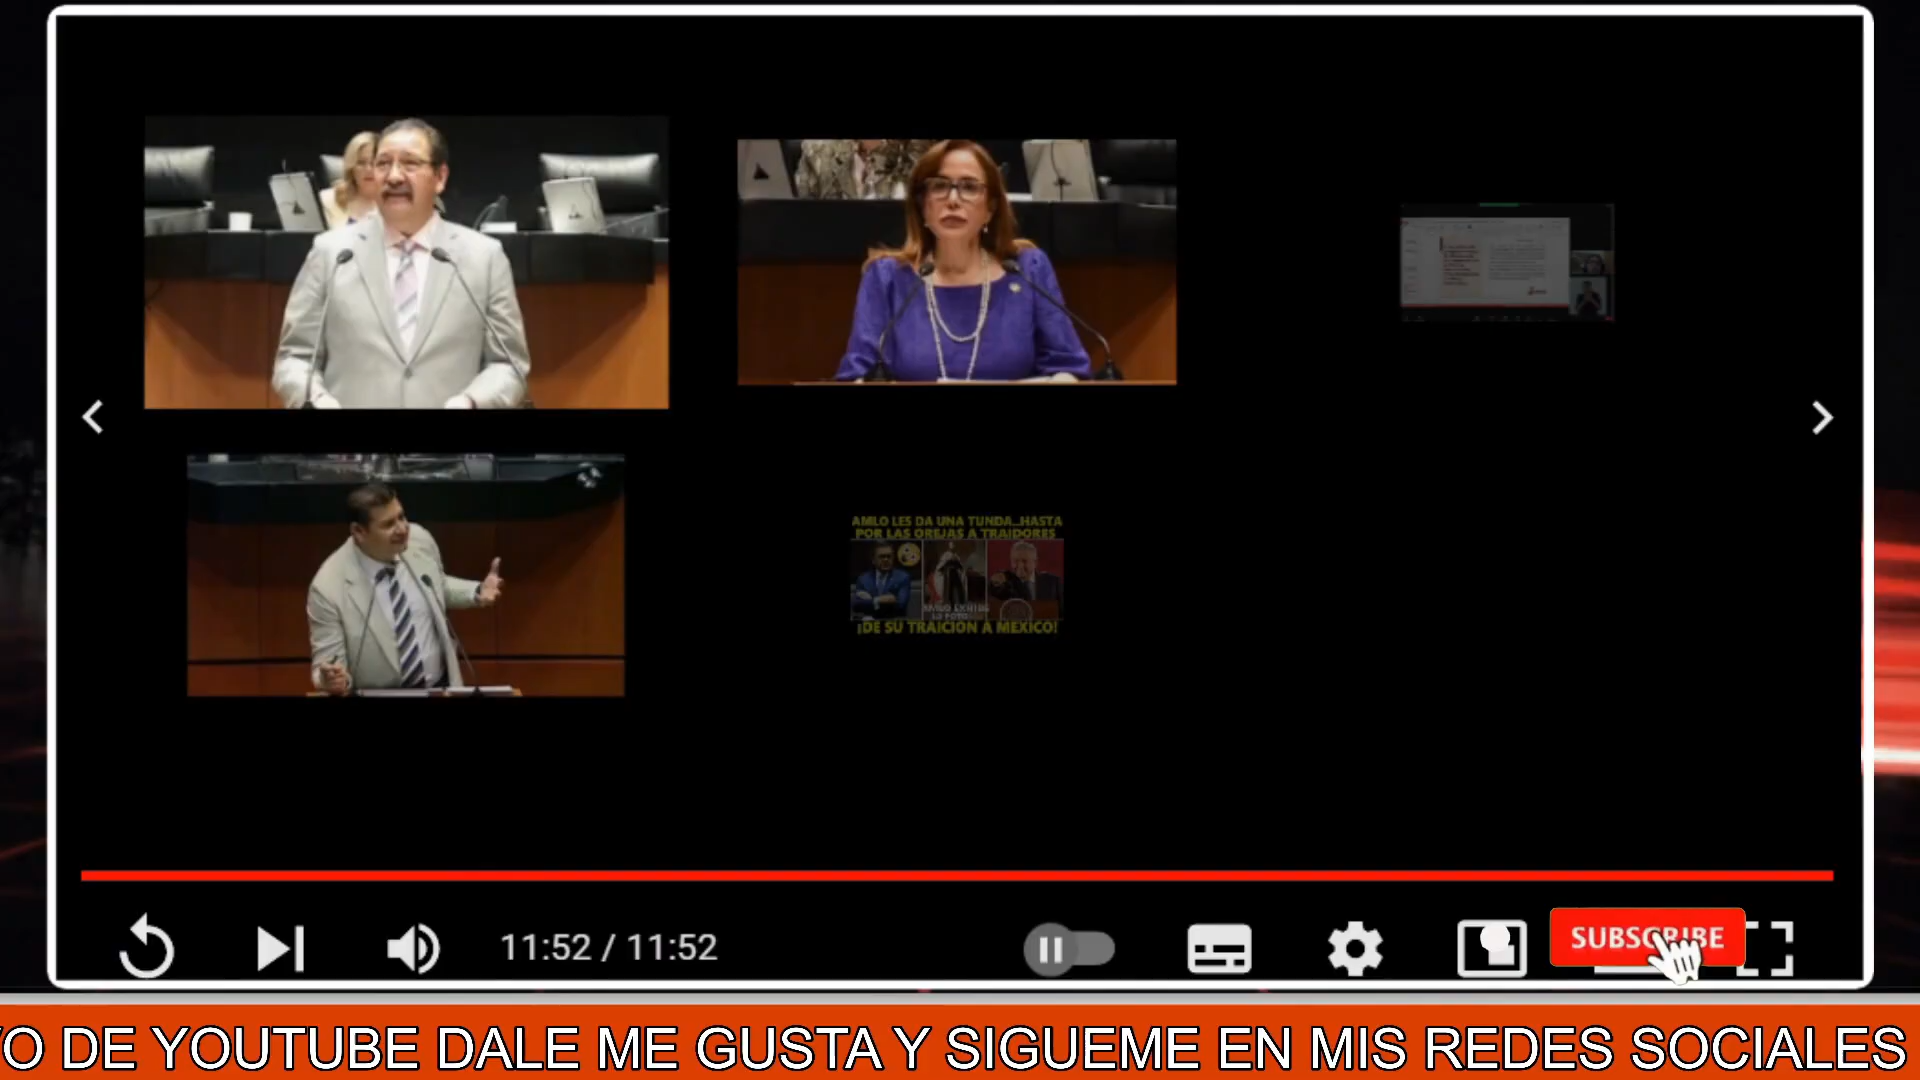 AMLO LES DA UNA TUNDA..HASTA
POR LAS OREJAS A TRAIDORES
¡DE SU TRAICION A MEXICO!
11:52 / 11:52
SUBSCRIBE
O DE YOUTUBE DALE ME GUSTA Y SIGUEME EN MIS REDES SOCIALES